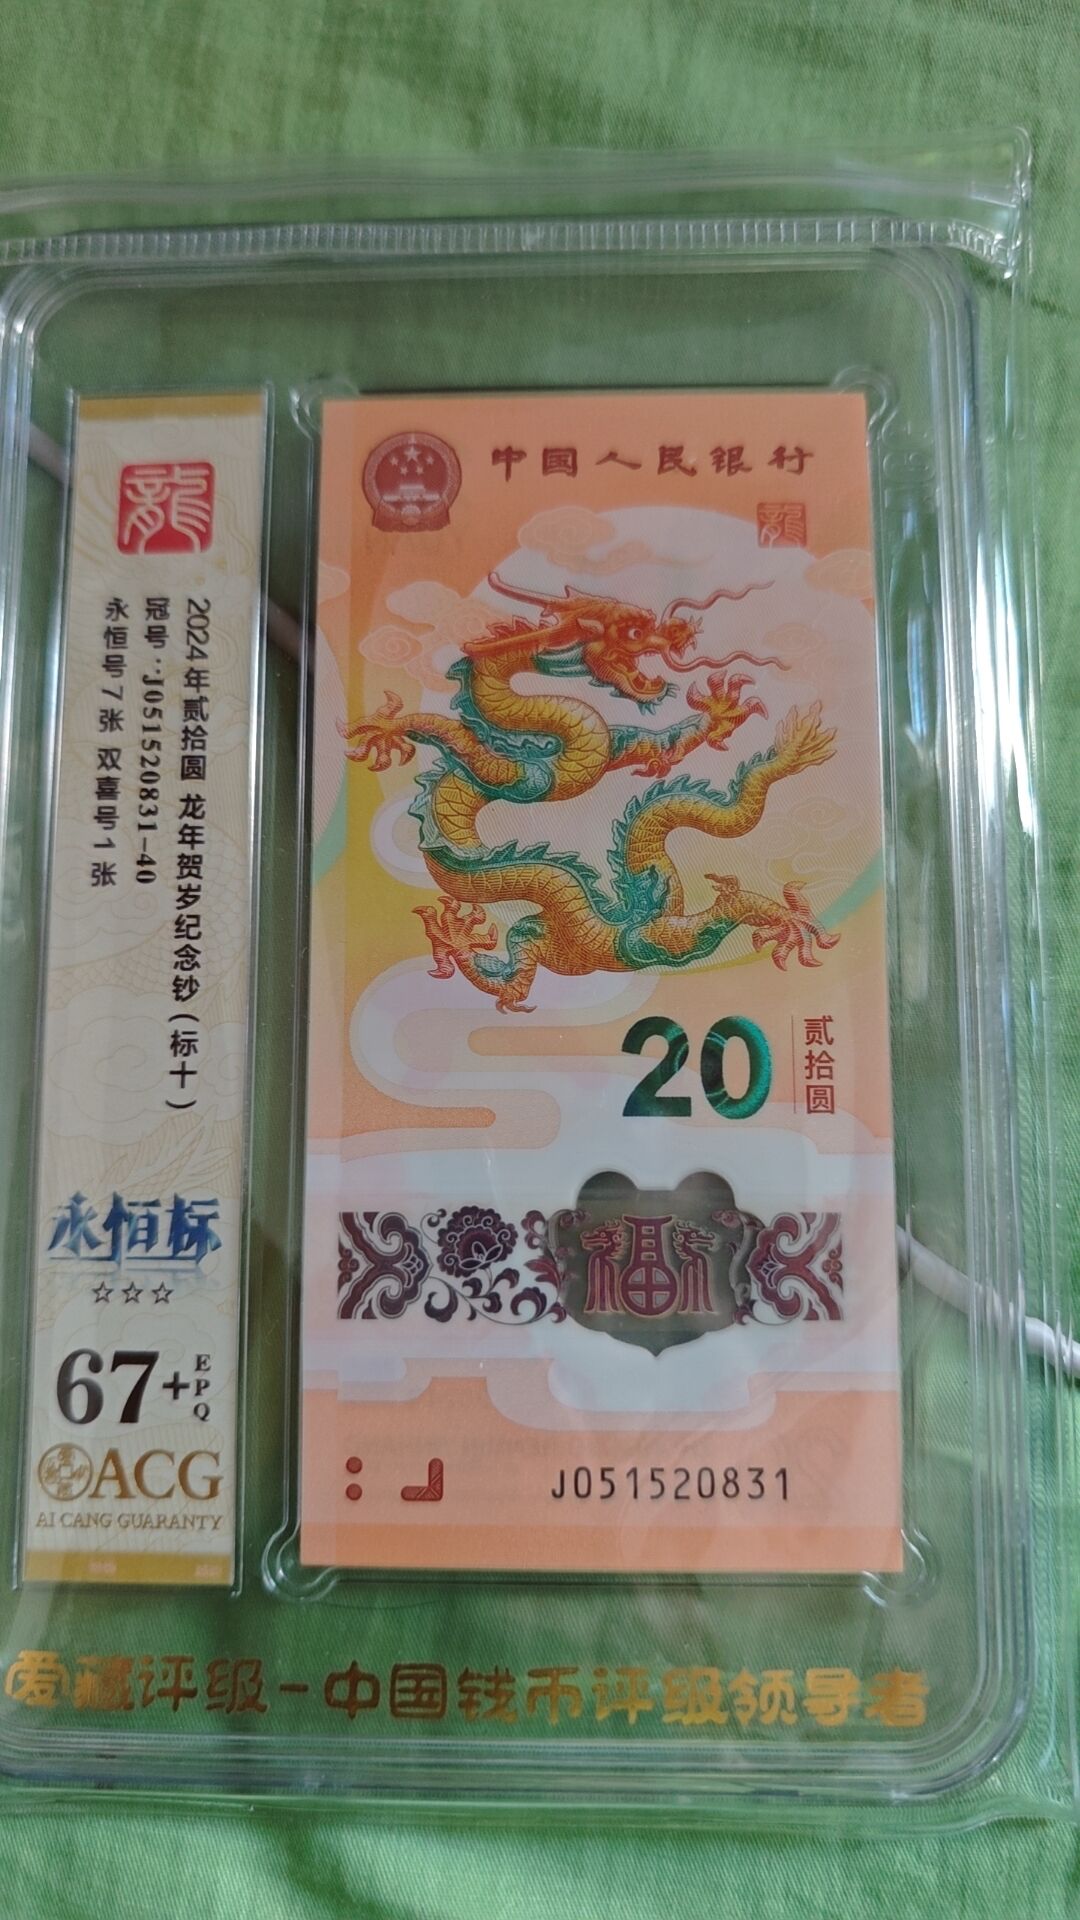 龍
2024年贰拾圆 龙年贺岁纪念钞(标十)
冠号:J051520831-40
永恒号7张 双喜号1张
永恒标
☆☆☆
67+EPQ
ACG
AI CANG GUARANTY
中国人民银行
龍
20
贰拾圆
福
J051520831
爱藏评级-中国钱币评级领导者